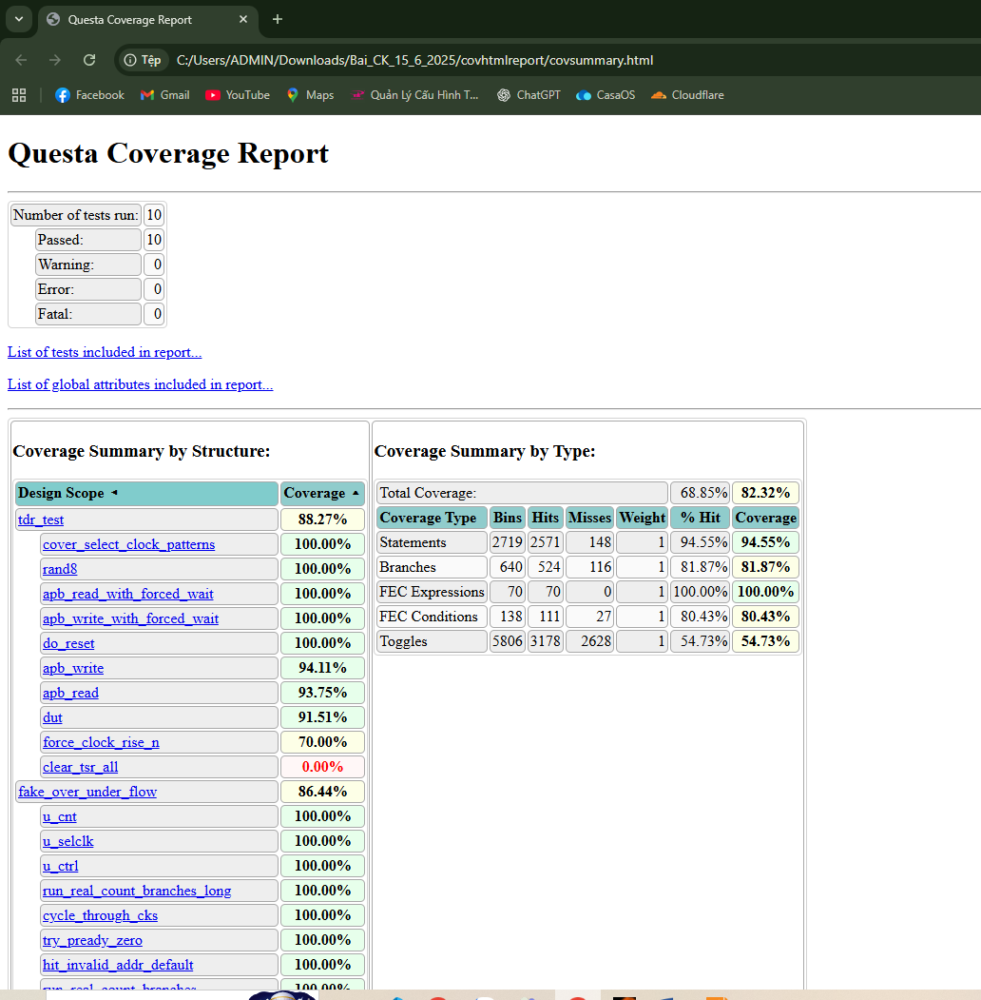 Questa Coverage Report
Tệp C:/Users/ADMIN/Downloads/Bai_CK_15_6_2025/covhtmlreport/covsummary.html
Facebook Gmail YouTube Maps Quản Lý Cấu Hình T... ChatGPT CasaOS Cloudflare
Questa Coverage Report
Number of tests run: 10
Passed: 10
Warning: 0
Error: 0
Fatal: 0
List of tests included in report...
List of global attributes included in report...
Coverage Summary by Structure:
Design Scope Coverage
tdr_test 88.27%
cover_select_clock_patterns 100.00%
rand8 100.00%
apb_read_with_forced_wait 100.00%
apb_write_with_forced_wait 100.00%
do_reset 100.00%
apb_write 94.11%
apb_read 93.75%
dut 91.51%
force_clock_rise_n 70.00%
clear_tsr_all 0.00%
fake_over_under_flow 86.44%
u_cnt 100.00%
u_selclk 100.00%
u_ctrl 100.00%
run_real_count_branches_long 100.00%
cycle_through_cks 100.00%
try_pready_zero 100.00%
hit_invalid_addr_default 100.00%
run_real_count_branches 100.00%
Coverage Summary by Type:
Total Coverage: 68.85% 82.32%
Coverage Type Bins Hits Misses Weight % Hit Coverage
Statements 2719 2571 148 1 94.55% 94.55%
Branches 640 524 116 1 81.87% 81.87%
FEC Expressions 70 70 0 1 100.00% 100.00%
FEC Conditions 138 111 27 1 80.43% 80.43%
Toggles 5806 3178 2628 1 54.73% 54.73%